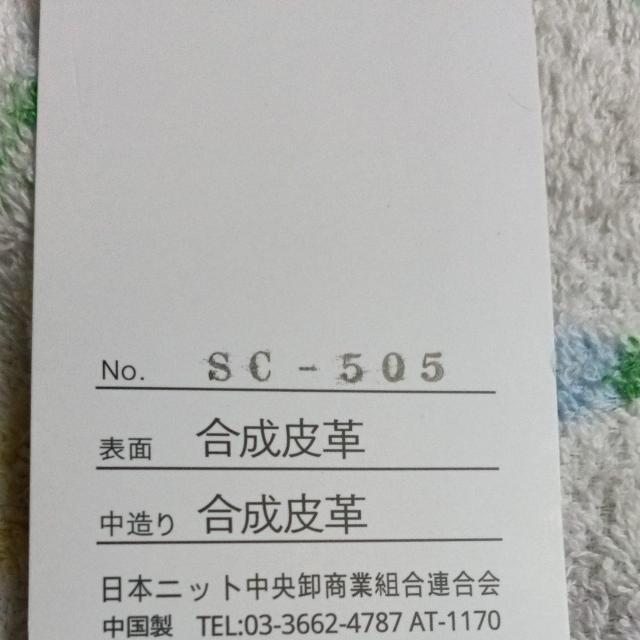 No. SC-505
表面 合成皮革
中造り 合成皮革
日本ニット中央卸商業組合連合会
中国製 TEL:03-3662-4787 AT-1170